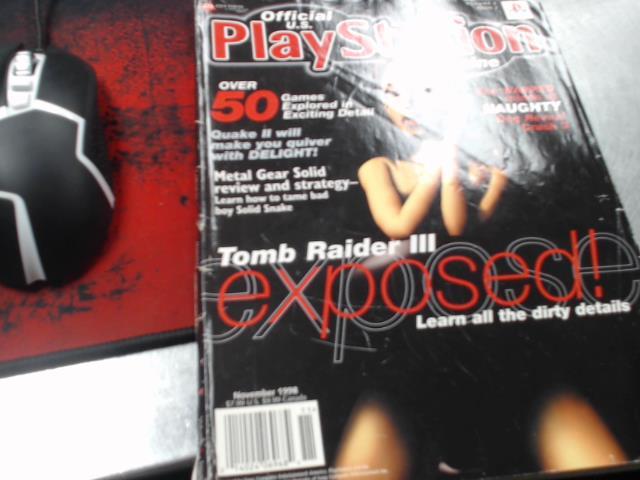 Official
U.S.
PlayStation
OVER
50 Games
Explored in
Exciting Detail
NAUGHTY
Quake II will
make you quiver
with DELIGHT!
Metal Gear Solid
review and strategy—
Learn how to tame bad
boy Solid Snake
Tomb Raider III
exposed!
Learn all the dirty details
November 1998